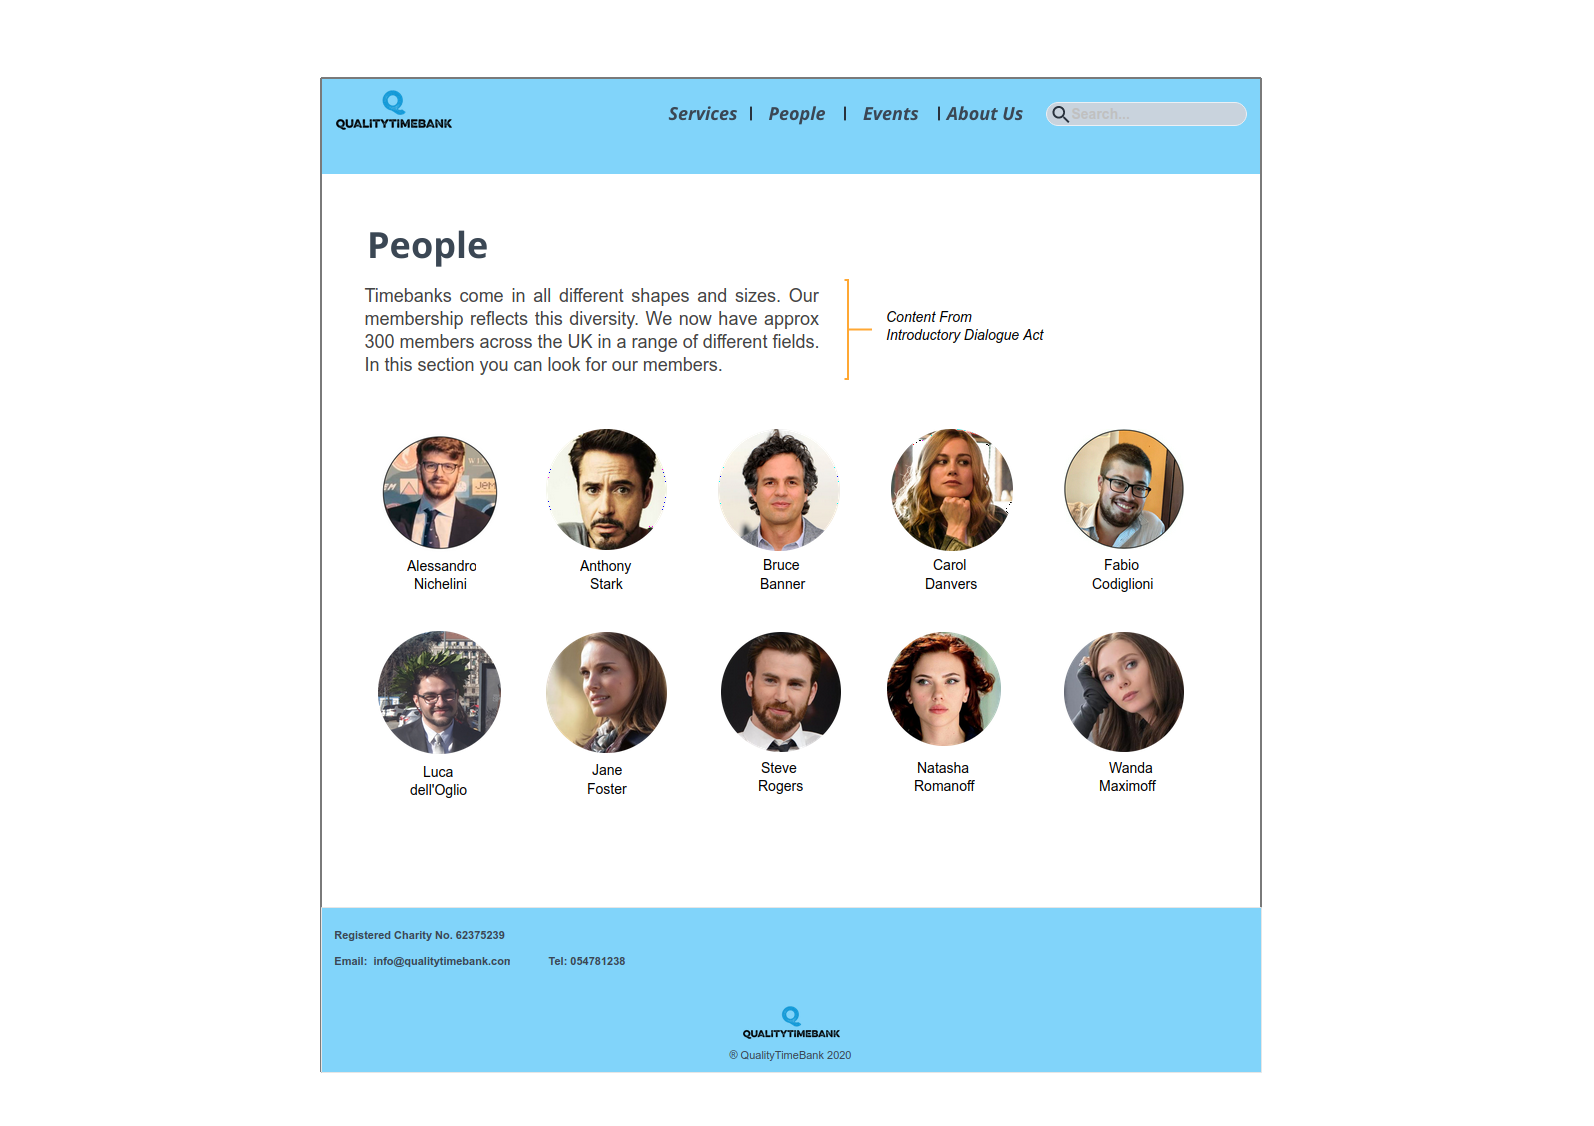 QUALITYTIMEBANK
Services | People | Events | About Us
Search...
People
Timebanks come in all different shapes and sizes. Our
membership reflects this diversity. We now have approx
300 members across the UK in a range of different fields.
In this section you can look for our members.
Content From
Introductory Dialogue Act
Alessandro
Nichelini
Anthony
Stark
Bruce
Banner
Carol
Danvers
Fabio
Codiglioni
Luca
dell'Oglio
Jane
Foster
Steve
Rogers
Natasha
Romanoff
Wanda
Maximoff
Registered Charity No. 62375239
Email: info@qualitytimebank.con Tel: 054781238
QUALITYTIMEBANK
® QualityTimeBank 2020